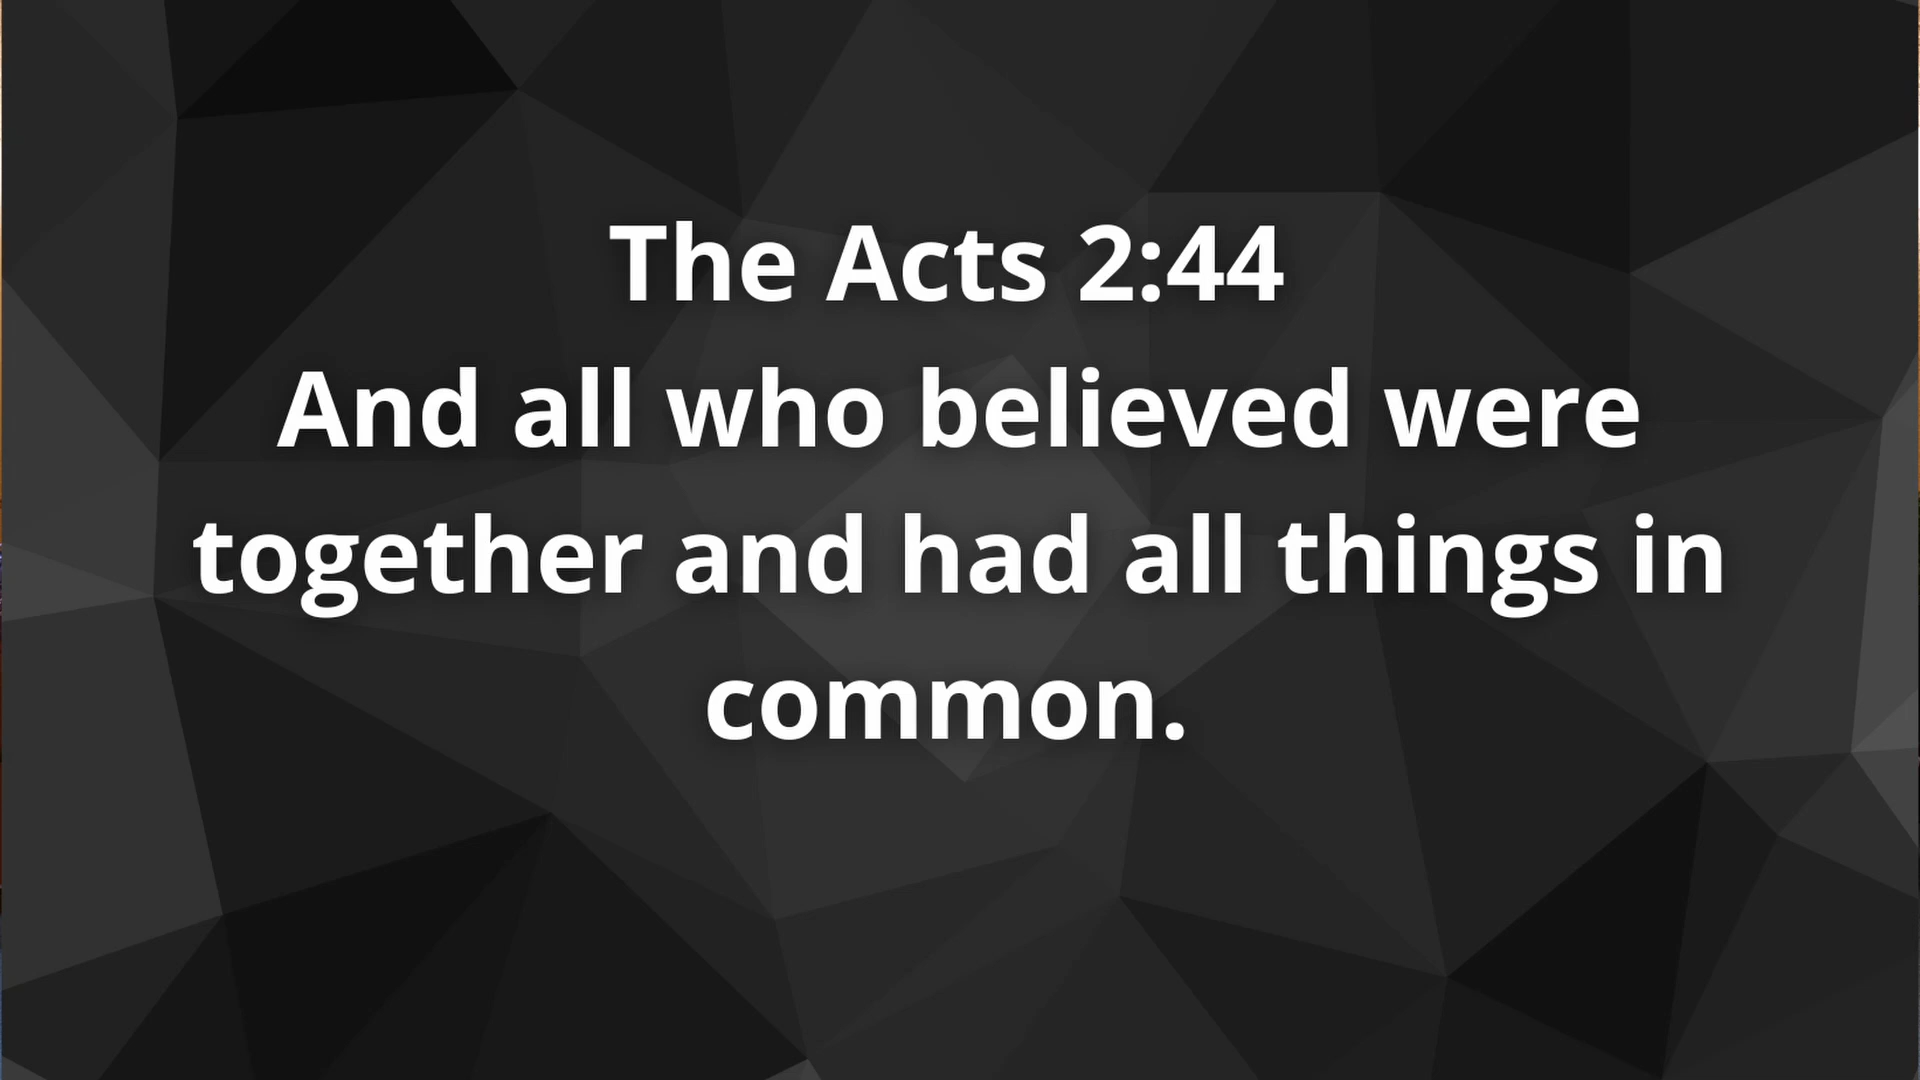 The Acts 2:44
And all who believed were
together and had all things in
common.